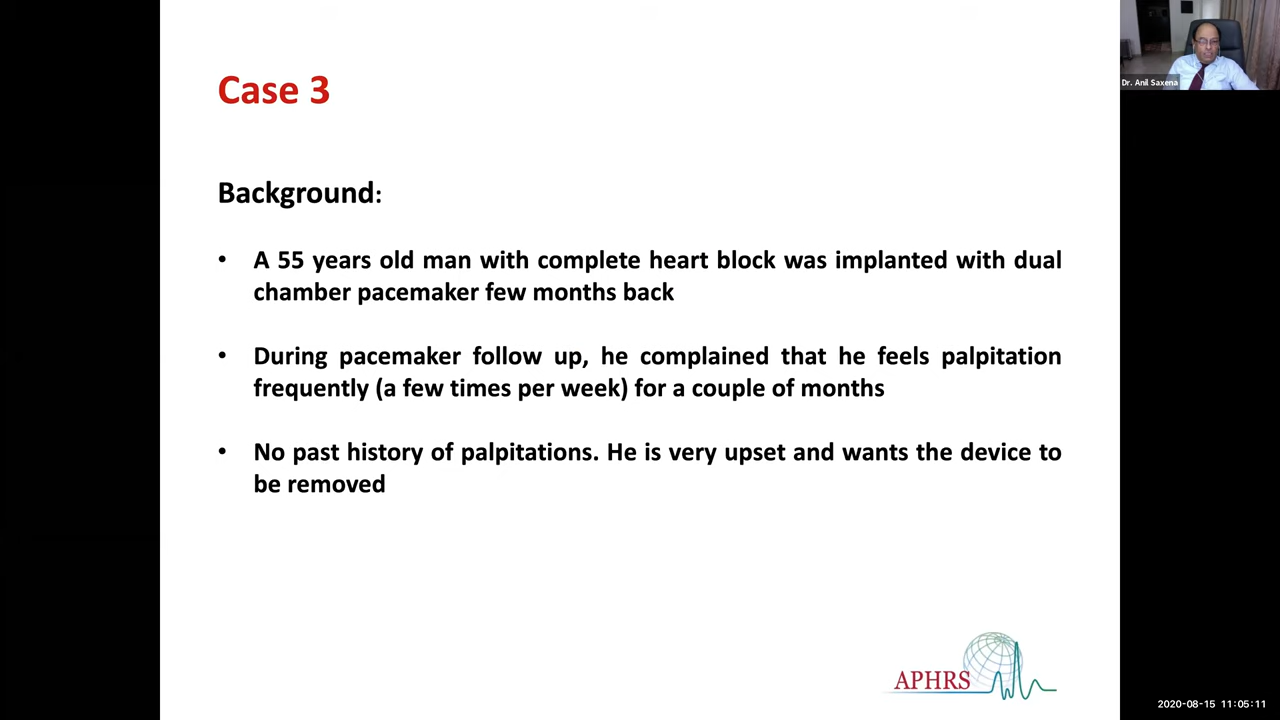 Case 3
Dr. Anil Saxena
Background:
• A 55 years old man with complete heart block was implanted with dual
chamber pacemaker few months back
• During pacemaker follow up, he complained that he feels palpitation
frequently (a few times per week) for a couple of months
• No past history of palpitations. He is very upset and wants the device to
be removed
APHRS
2020-08-15 11:05:11